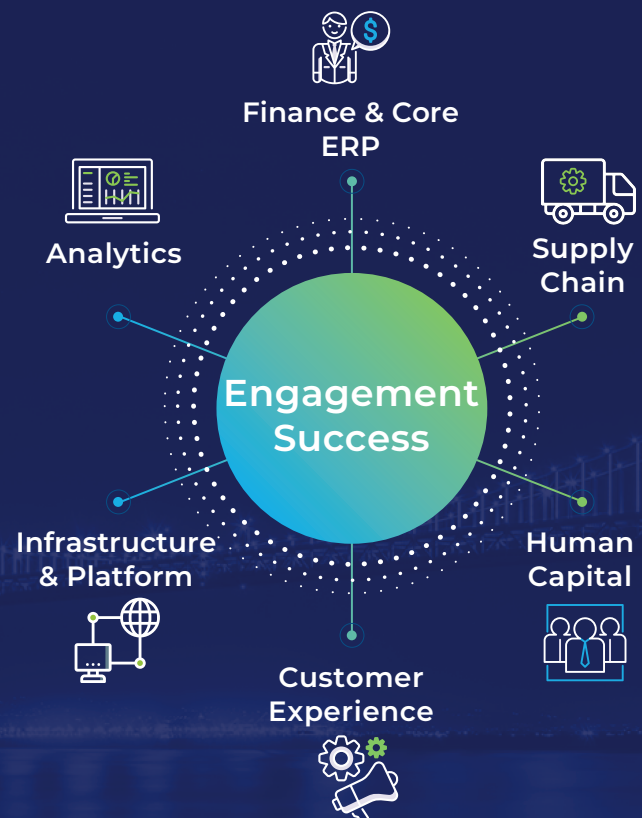 $
Finance & Core
ERP
Analytics
Supply
Chain
Engagement
Success
Infrastructure
& Platform
Human
Capital
Customer
Experience